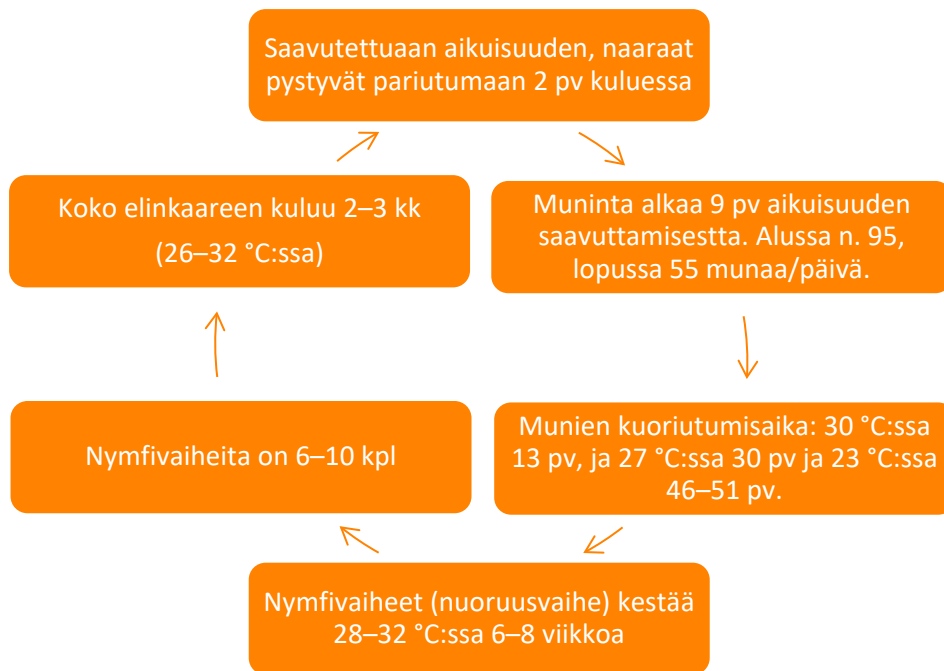 Saavutettuaan aikuisuuden, naaraat
pystyvät pariutumaan 2 pv kuluessa
Muninta alkaa 9 pv aikuisuuden
saavuttamisestta. Alussa n. 95,
lopussa 55 munaa/päivä.
Munien kuoriutumisaika: 30 °C:ssa
13 pv, ja 27 °C:ssa 30 pv ja 23 °C:ssa
46–51 pv.
Nymfivaiheet (nuoruusvaihe) kestää
28–32 °C:ssa 6–8 viikkoa
Nymfivaiheita on 6–10 kpl
Koko elinkaareen kuluu 2–3 kk
(26–32 °C:ssa)